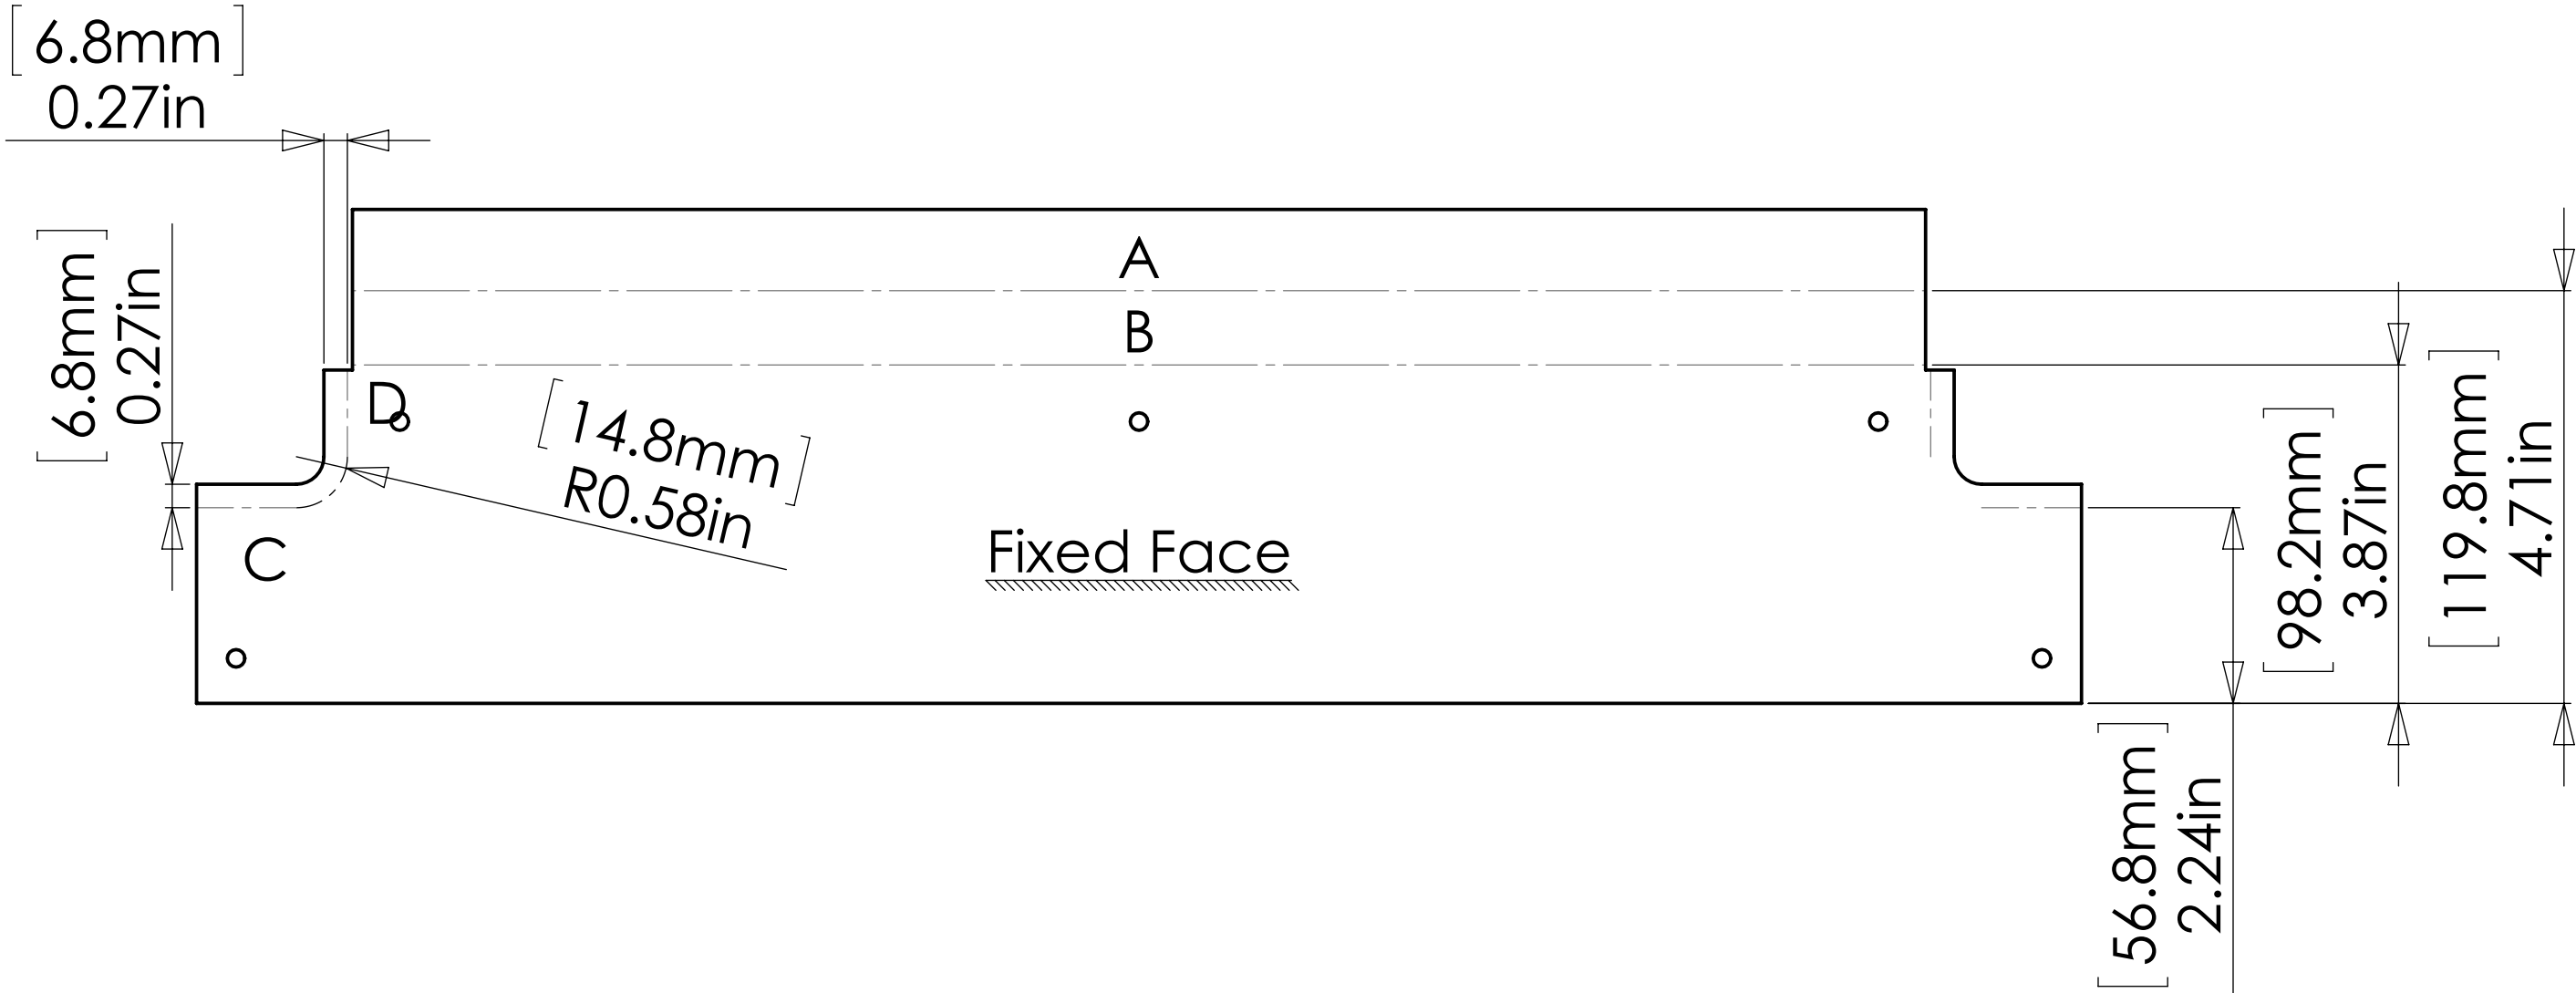 [6.8mm]
0.27in
[6.8mm]
0.27in
A
B
D
[14.8mm]
R0.58in
C
Fixed Face
[56.8mm]
2.24in
[98.2mm]
3.87in
[119.8mm]
4.71in